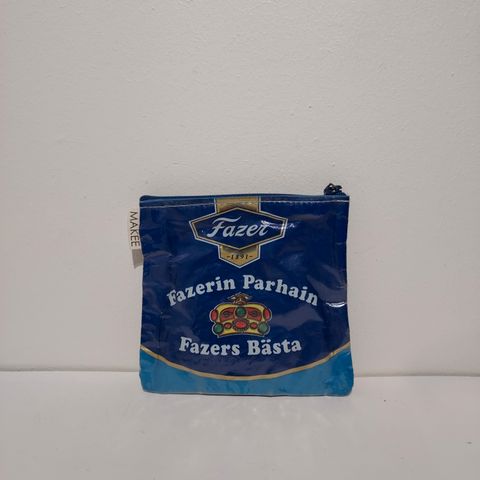 MAKEE
Fazer
-1891-
Fazerin Parhain
Fazers Bästa